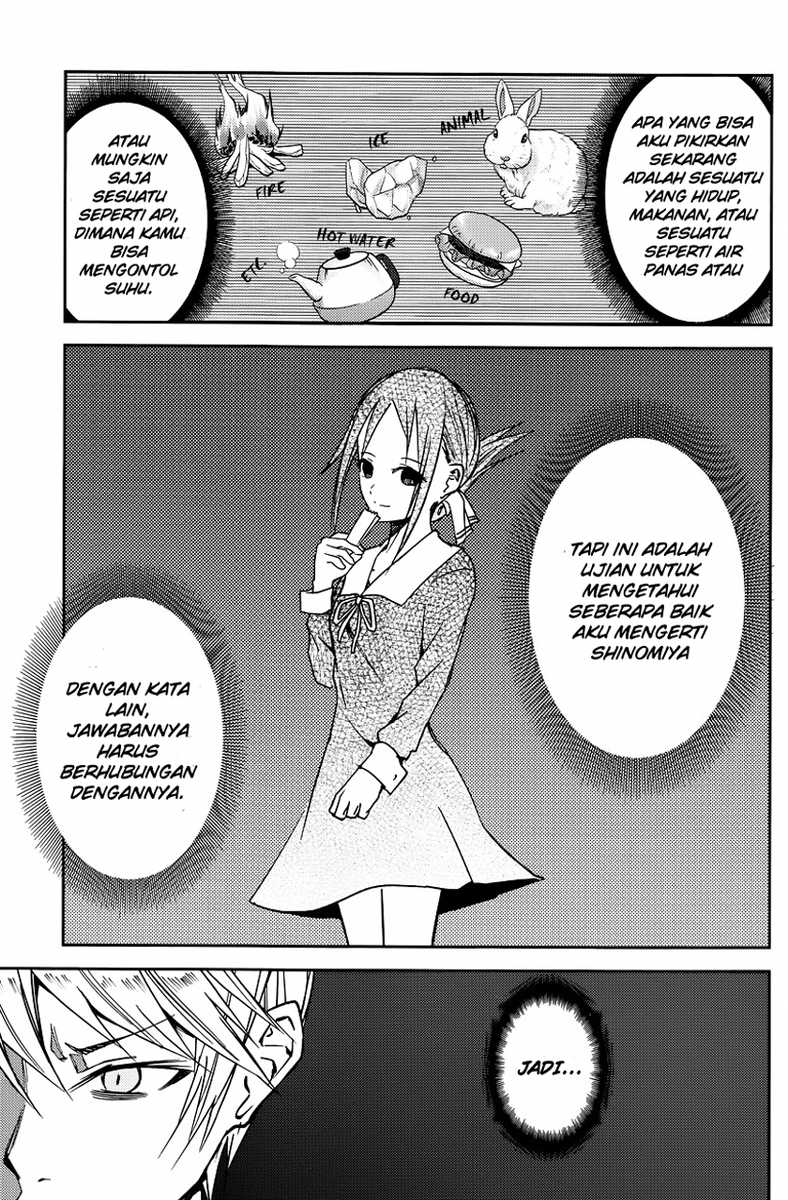 APA YANG BISA
AKU PIKIRKAN
SEKARANG
ADALAH SESUATU
YANG HIDUP,
MAKANAN, ATAU
SESUATU
SEPERTI AIR
PANAS ATAU
ANIMAL
ICE
FIRE
HOT WATER
FOOD
ETC.
ATAU
MUNGKIN
SAJA
SESUATU
SEPERTI API,
DIMANA KAMU
BISA
MENGONTOL
SUHU.
TAPI INI ADALAH
UJIAN UNTUK
MENGETAHUI
SEBERAPA BAIK
AKU MENGERTI
SHINOMIYA
DENGAN KATA
LAIN,
JAWABANNYA
HARUS
BERHUBUNGAN
DENGANNYA.
JADI...